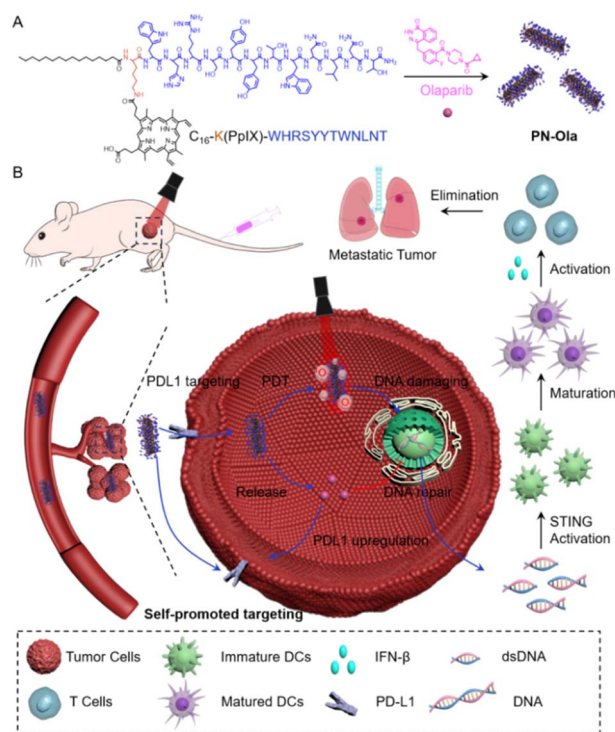 A
Olaparib
C16-K(PpIX)-WHRSYYTWNLNT
PN-Ola
B
Elimination
Metastatic Tumor
Activation
Maturation
PDL1 targeting
PDT
DNA damaging
Release
DNA repair
PDL1 upregulation
STING
Activation
Self-promoted targeting
Tumor Cells
Immature DCs
IFN-β
dsDNA
T Cells
Matured DCs
PD-L1
DNA